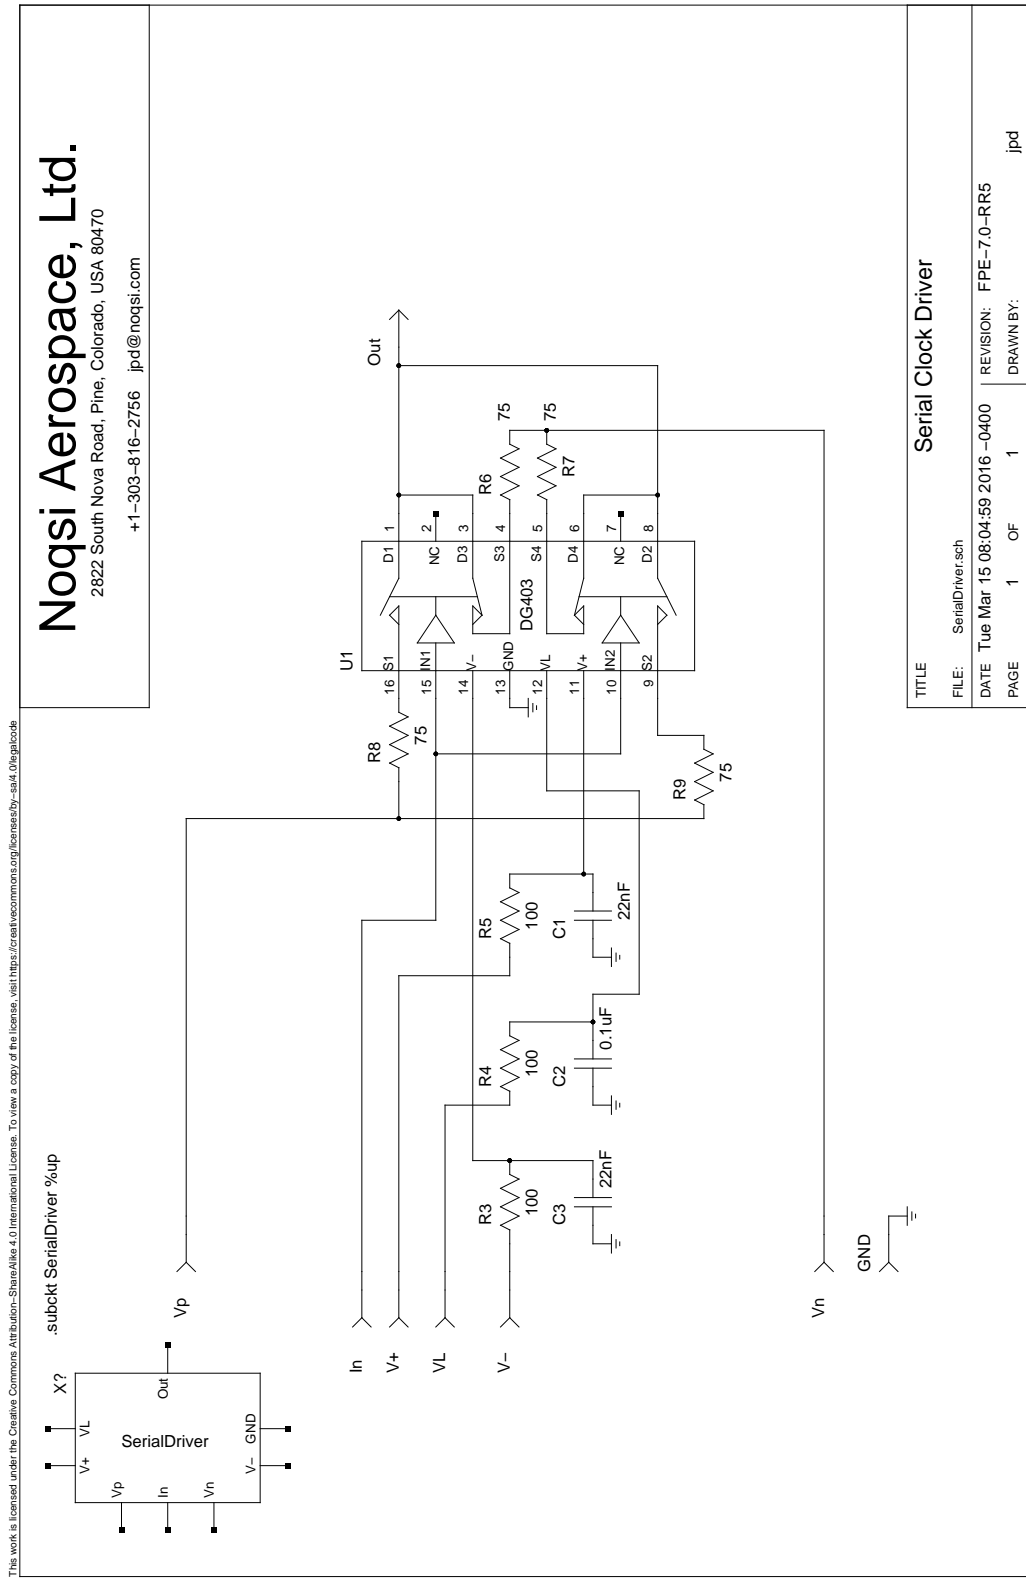 This work is licensed under the Creative Commons Attribution−ShareAlike 4.0 International License. To view a copy of the license, visit https://creativecommons.org/licenses/by−sa/4.0/legalcode
Noqsi Aerospace, Ltd.
2822 South Nova Road, Pine, Colorado, USA 80470
+1−303−816−2756 jpd@noqsi.com
.subckt SerialDriver %up
X?
V+
VL
Vp
In
Vn
Out
SerialDriver
V−
GND
Vp
In
V+
VL
V−
Vn
GND
R3
100
C3
22nF
R4
100
C2
0.1uF
R5
100
C1
22nF
R8
75
R9
75
U1
16
S1
15
IN1
14
V−
13
GND
12
VL
11
V+
10
IN2
9
S2
DG403
D1
1
NC
2
D3
3
S3
4
S4
5
D4
6
NC
7
D2
8
R6
75
R7
75
Out
TITLE
Serial Clock Driver
FILE: SerialDriver.sch
DATE Tue Mar 15 08:04:59 2016 −0400
REVISION: FPE−7.0−RR5
PAGE 1 OF 1
DRAWN BY: jpd